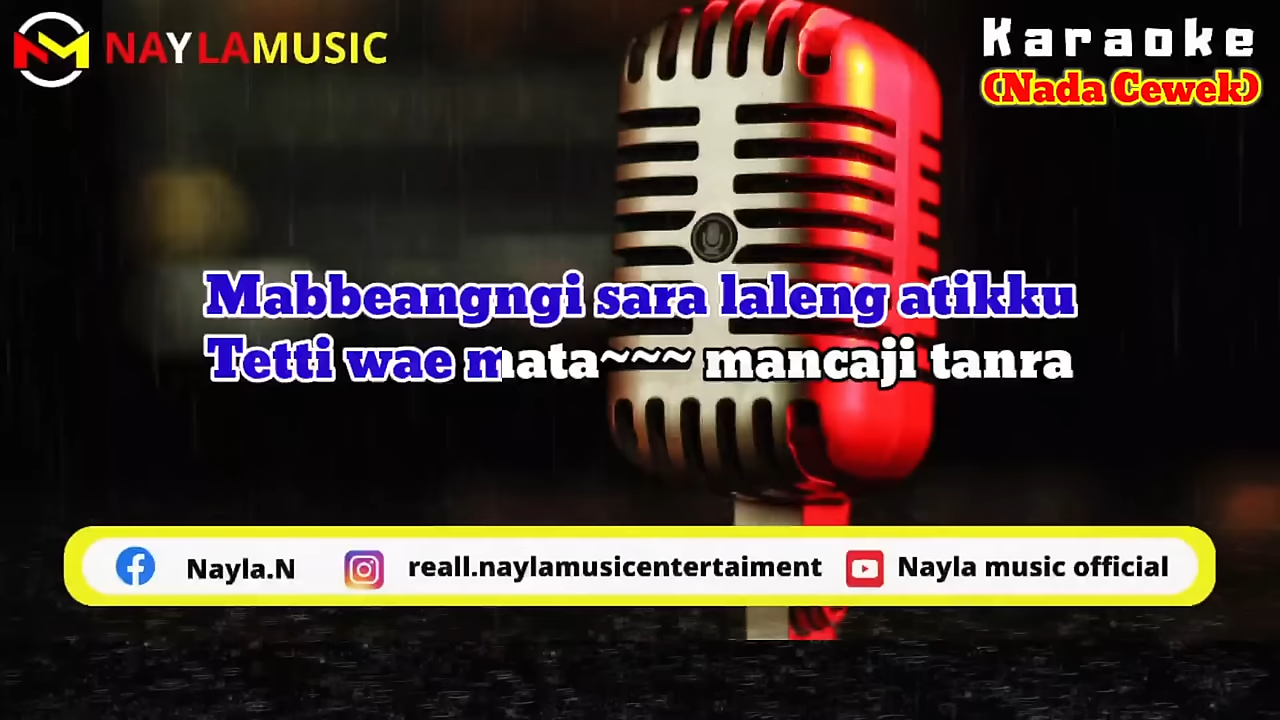 NAYLAMUSIC
Karaoke
(Nada Cewek)
Mabbeangngi sara laleng atikku
Tetti wae mata~~~ mancaji tanra
Nayla.N reall.naylamusicentertaiment Nayla music official